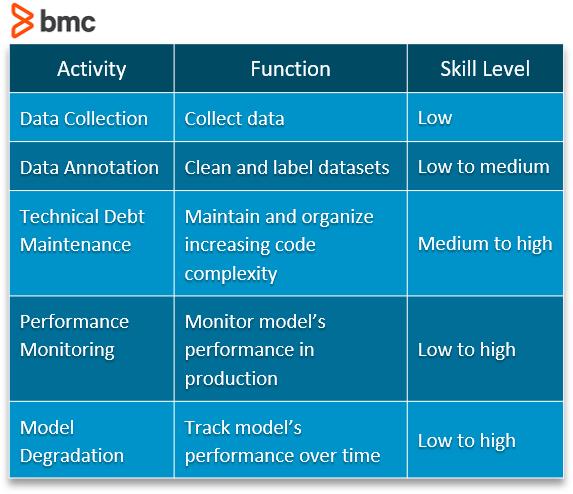 bmc
Activity Function Skill Level
Data Collection Collect data Low
Data Annotation Clean and label datasets Low to medium
Technical Debt
Maintenance
Maintain and organize
increasing code
complexity
Medium to high
Performance
Monitoring
Monitor model's
performance in
production
Low to high
Model
Degradation
Track model's
performance over time
Low to high